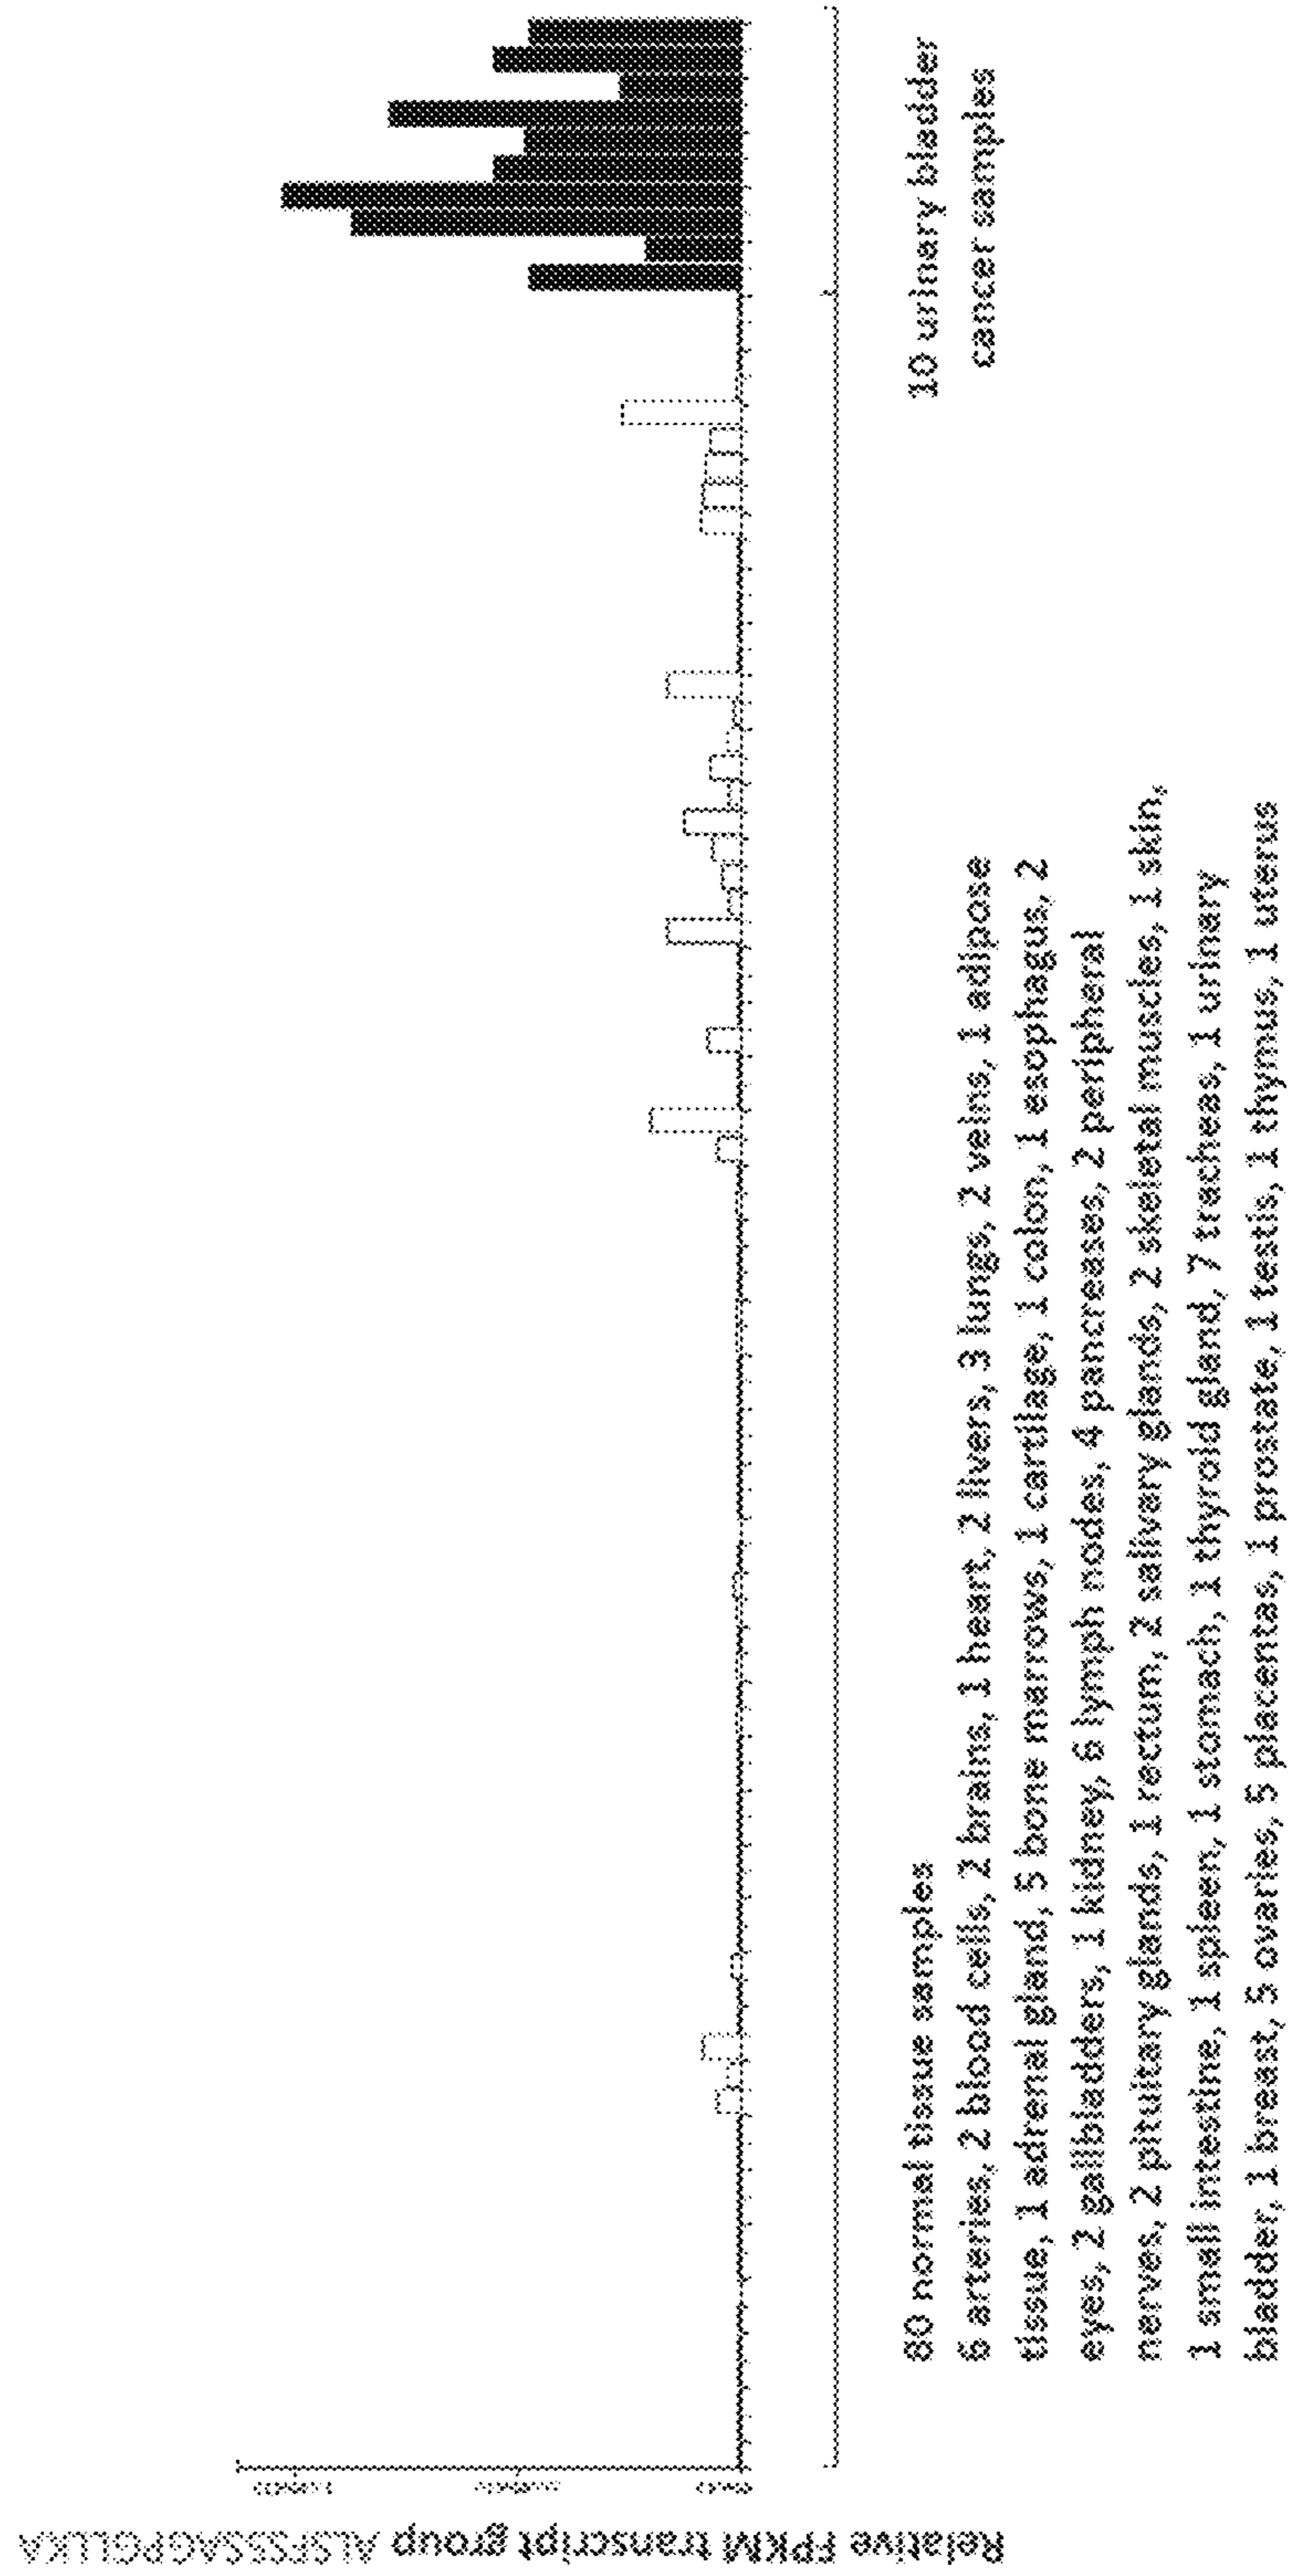 Relative FPKM transcript group ALSFSSSAGPGLLKA
80 normal tissue samples
6 arteries, 2 blood cells, 2 brains, 1 heart, 2 livers, 3 lungs, 2 veins, 1 adipose
tissue, 1 adrenal gland, 5 bone marrows, 1 cartilage, 1 colon, 1 esophagus, 2
eyes, 2 gallbladders, 1 kidney, 6 lymph nodes, 4 pancreases, 2 peripheral
nerves, 2 pituitary glands, 1 rectum, 2 salivary glands, 2 skeletal muscles, 1 skin,
1 small intestine, 1 spleen, 1 stomach, 1 thyroid gland, 7 tracheas, 1 urinary
bladder, 1 breast, 5 ovaries, 5 placentas, 1 prostate, 1 testis, 1 thymus, 1 uterus
10 urinary bladder
cancer samples